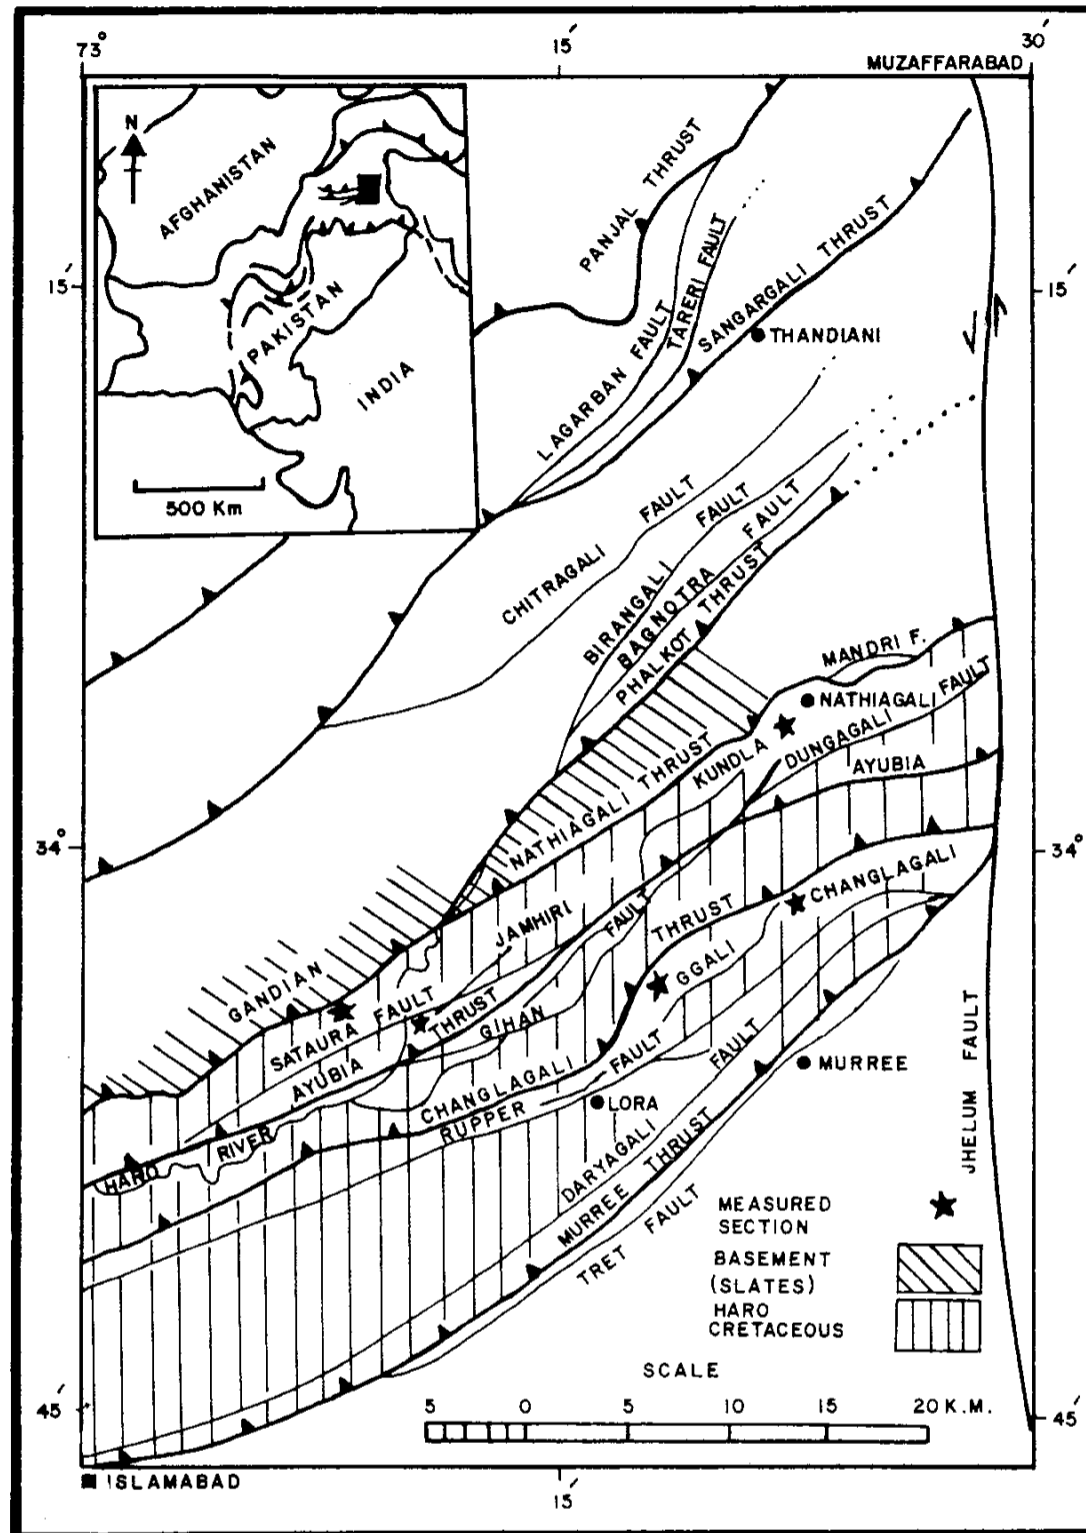 73°
15′
30′
MUZAFFARABAD
N
AFGHANISTAN
PAKISTAN
INDIA
500 Km
PANJAL THRUST
LAGARBAN FAULT
TARERI FAULT
SANGARGALI THRUST
THANDIANI
15′
15′
CHITRAGALI FAULT
BIRANGALI FAULT
BAGNOTRA FAULT
PHALKOT THRUST
MANDRI F.
NATHIAGALI
NATHIAGALI THRUST
KUNDLA
DUNGAGALI FAULT
AYUBIA
34°
34°
CHANGLAGALI
JAMHIRI
FAULT
THRUST
GGALI
GANDIAN
SATAURA FAULT
AYUBIA THRUST
GIHAN
HARO RIVER
CHANGLAGALI
RUPPER FAULT
LORA
MURREE
DARYAGALI FAULT
MURREE THRUST
TRET FAULT
JHELUM FAULT
MEASURED
SECTION
BASEMENT
(SLATES)
HARO
CRETACEOUS
SCALE
5 0 5 10 15 20 K.M.
45′
45′
ISLAMABAD
15′